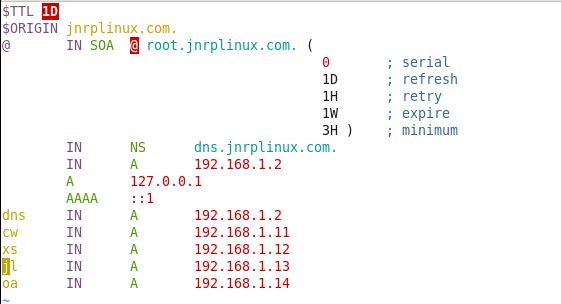 $TTL 1D
$ORIGIN jnrplinux.com.
@       IN SOA  @ root.jnrplinux.com. (
                                        0       ; serial
                                        1D      ; refresh
                                        1H      ; retry
                                        1W      ; expire
                                        3H )    ; minimum
        IN      NS      dns.jnrplinux.com.
        IN      A       192.168.1.2
        A       127.0.0.1
        AAAA    ::1
dns     IN      A       192.168.1.2
cw      IN      A       192.168.1.11
xs      IN      A       192.168.1.12
jl      IN      A       192.168.1.13
oa      IN      A       192.168.1.14
~